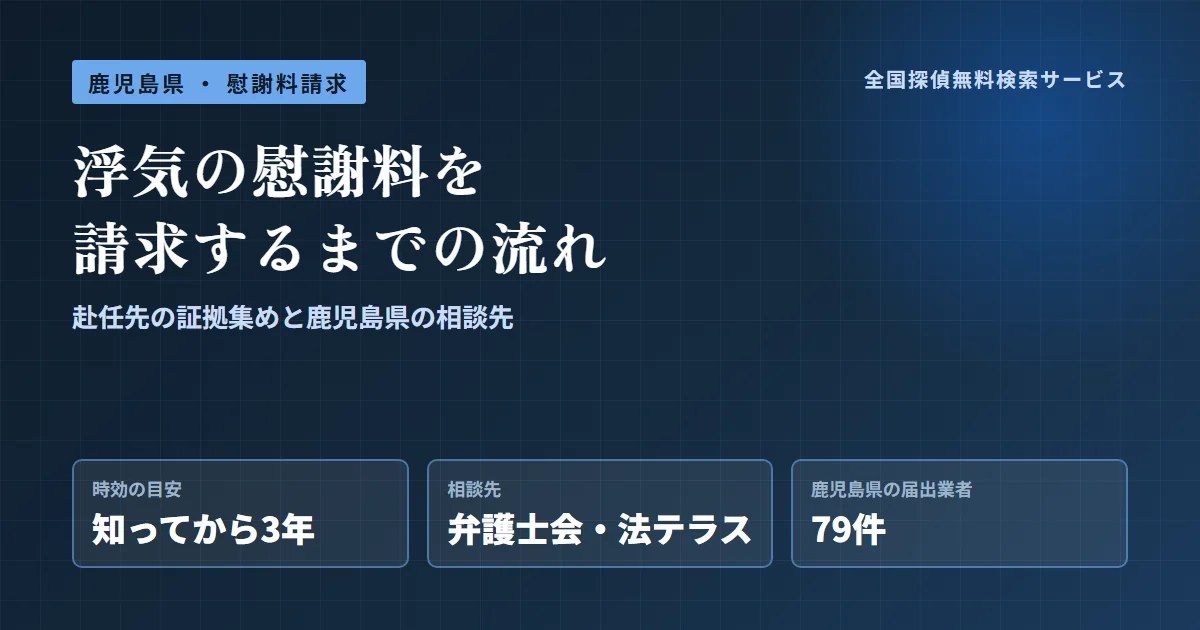 鹿児島県 ・ 慰謝料請求
全国探偵無料検索サービス
浮気の慰謝料を
請求するまでの流れ
赴任先の証拠集めと鹿児島県の相談先
時効の目安
知ってから3年
相談先
弁護士会・法テラス
鹿児島県の届出業者
79件